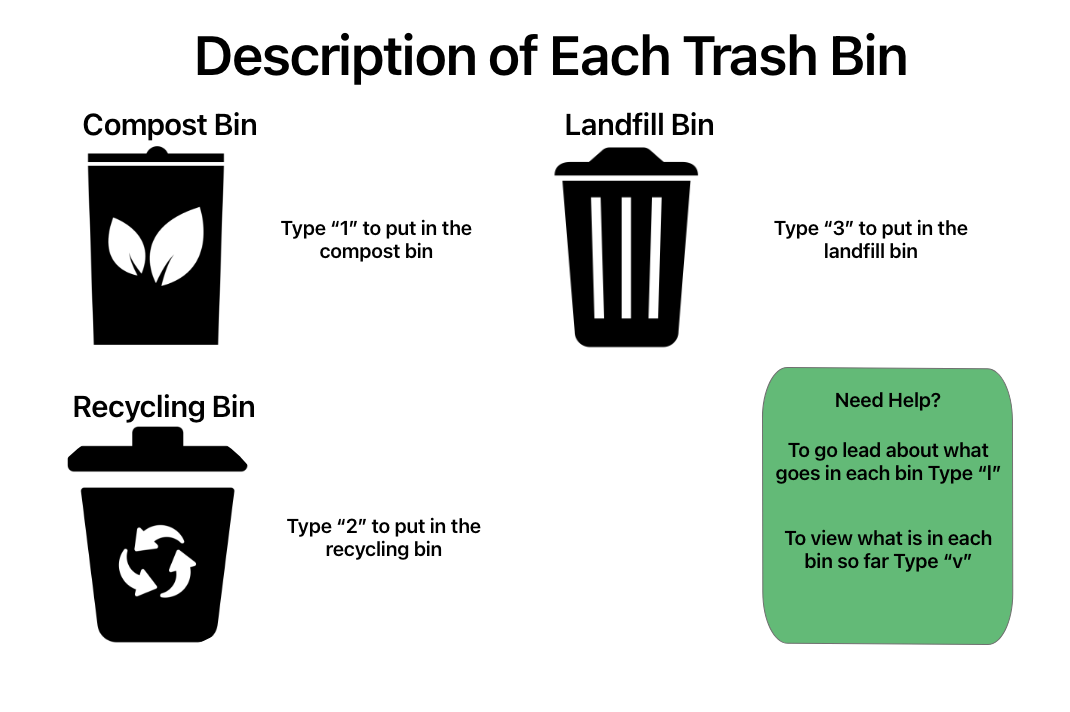 Description of Each Trash Bin
Compost Bin
Type “1” to put in the
compost bin
Landfill Bin
Type “3” to put in the
landfill bin
Recycling Bin
Type “2” to put in the
recycling bin
Need Help?
To go lead about what
goes in each bin Type “l”
To view what is in each
bin so far Type “v”